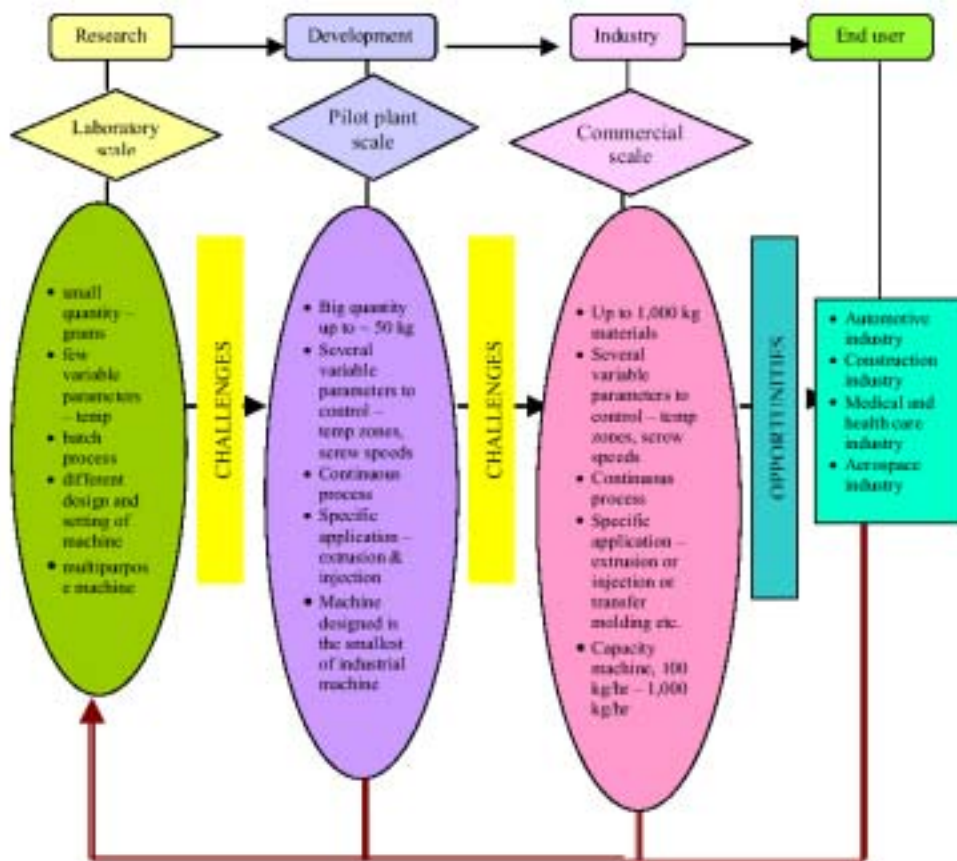 Research
Development
Industry
End user
Laboratory
scale
Pilot plant
scale
Commercial
scale
• small
quantity –
grams
• few
variable
parameters
– temp
• batch
process
• different
design and
setting of
machine
• multipurpos
e machine
CHALLENGES
• Big quantity
up to ~ 50 kg
• Several
variable
parameters to
control –
temp zones,
screw speeds
• Continuous
process
• Specific
application –
extrusion &
injection
• Machine
designed is
the smallest
of industrial
machine
CHALLENGES
• Up to 1,000 kg
materials
• Several
variable
parameters to
control – temp
zones, screw
speeds
• Continuous
process
• Specific
application –
extrusion or
injection or
transfer
molding etc.
• Capacity
machine, 100
kg/hr – 1,000
kg/hr
OPPORTUNITIES
• Automotive
industry
• Construction
industry
• Medical and
health care
industry
• Aerospace
industry